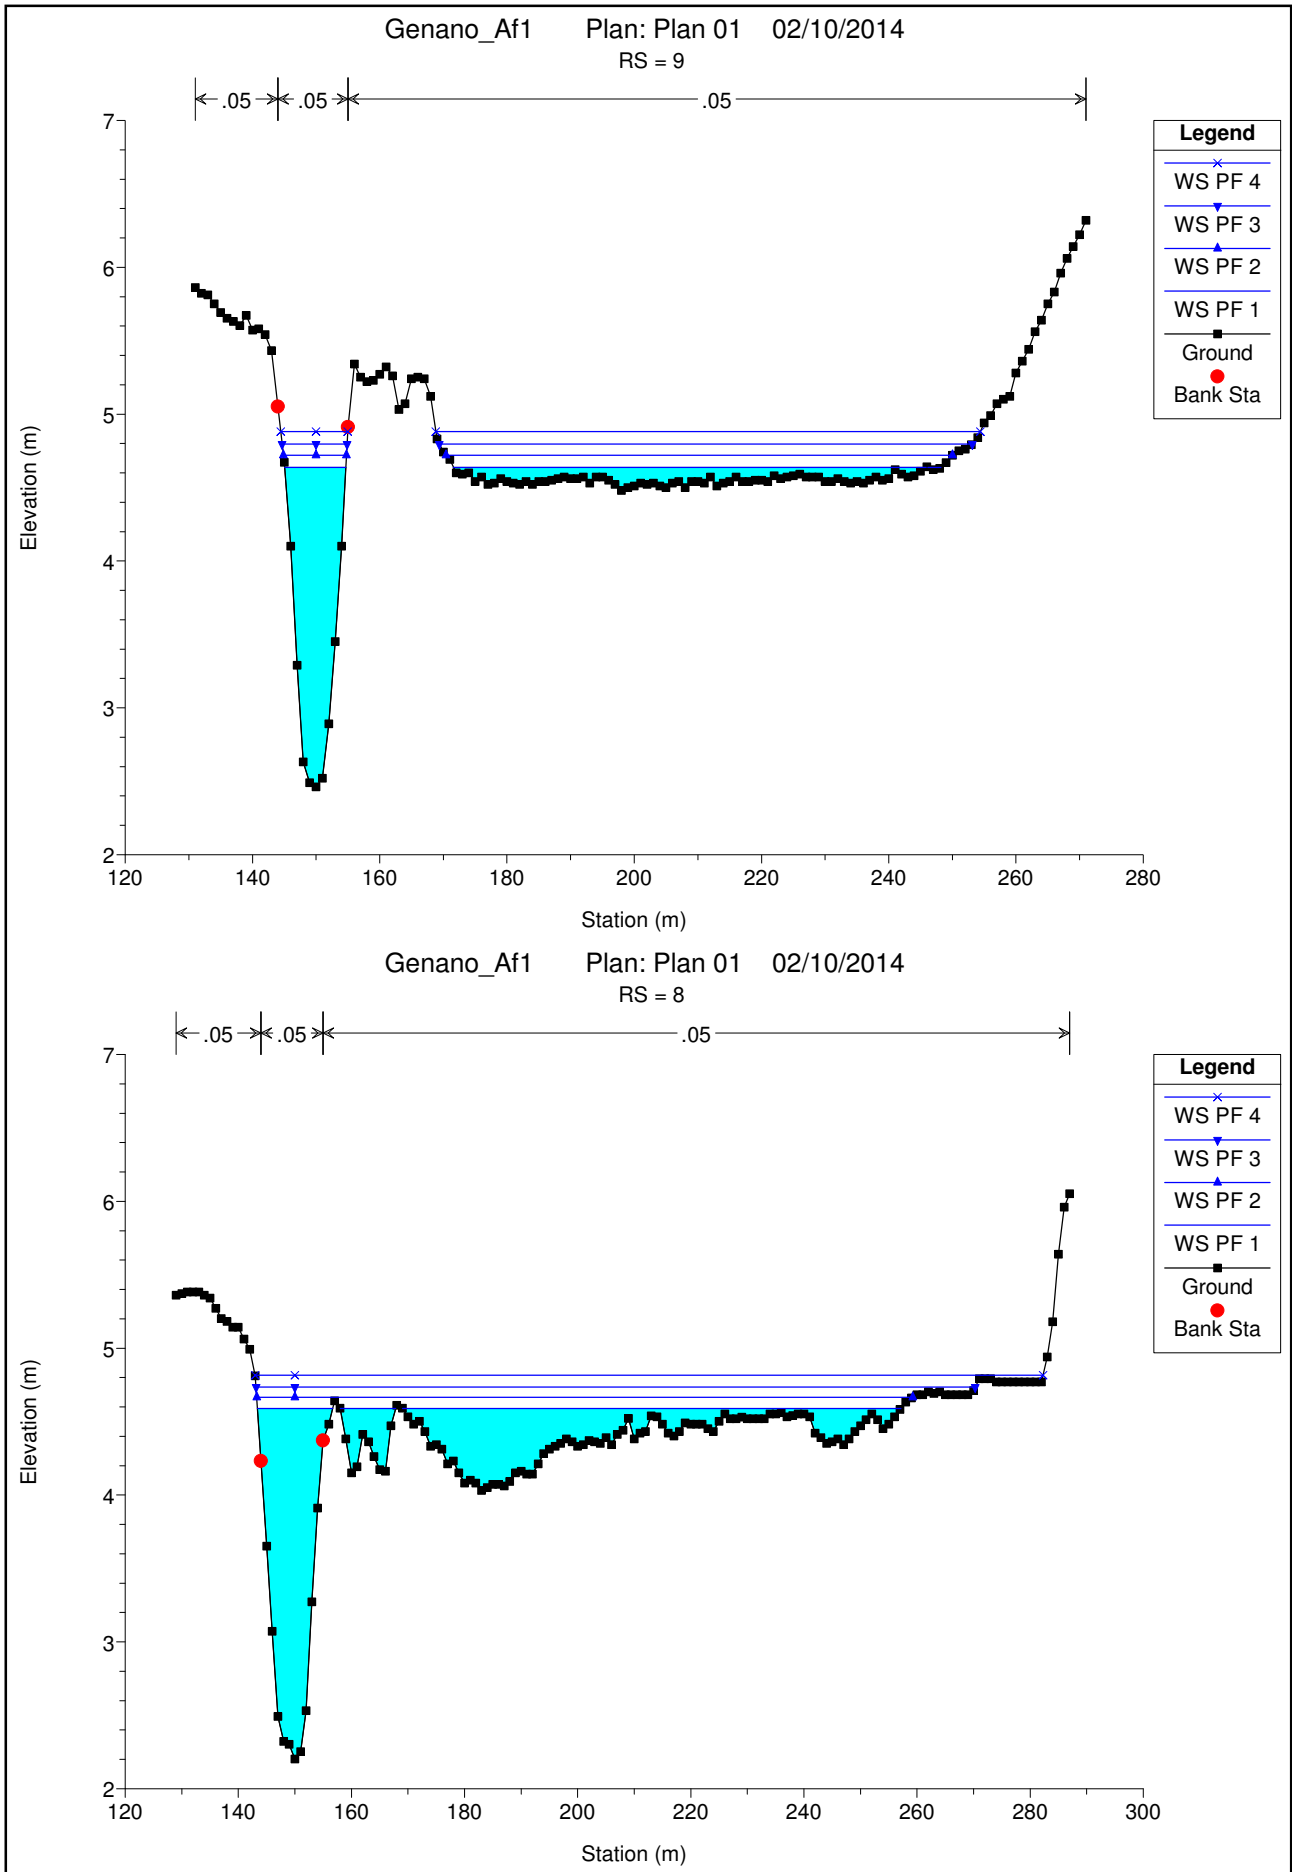 Genano_Af1 Plan: Plan 01 02/10/2014
RS = 9
.05 .05 .05
7
6
5
4
3
2
120 140 160 180 200 220 240 260 280
Elevation (m)
Station (m)
Legend
WS PF 4
WS PF 3
WS PF 2
WS PF 1
Ground
Bank Sta
Genano_Af1 Plan: Plan 01 02/10/2014
RS = 8
.05 .05 .05
7
6
5
4
3
2
120 140 160 180 200 220 240 260 280 300
Elevation (m)
Station (m)
Legend
WS PF 4
WS PF 3
WS PF 2
WS PF 1
Ground
Bank Sta